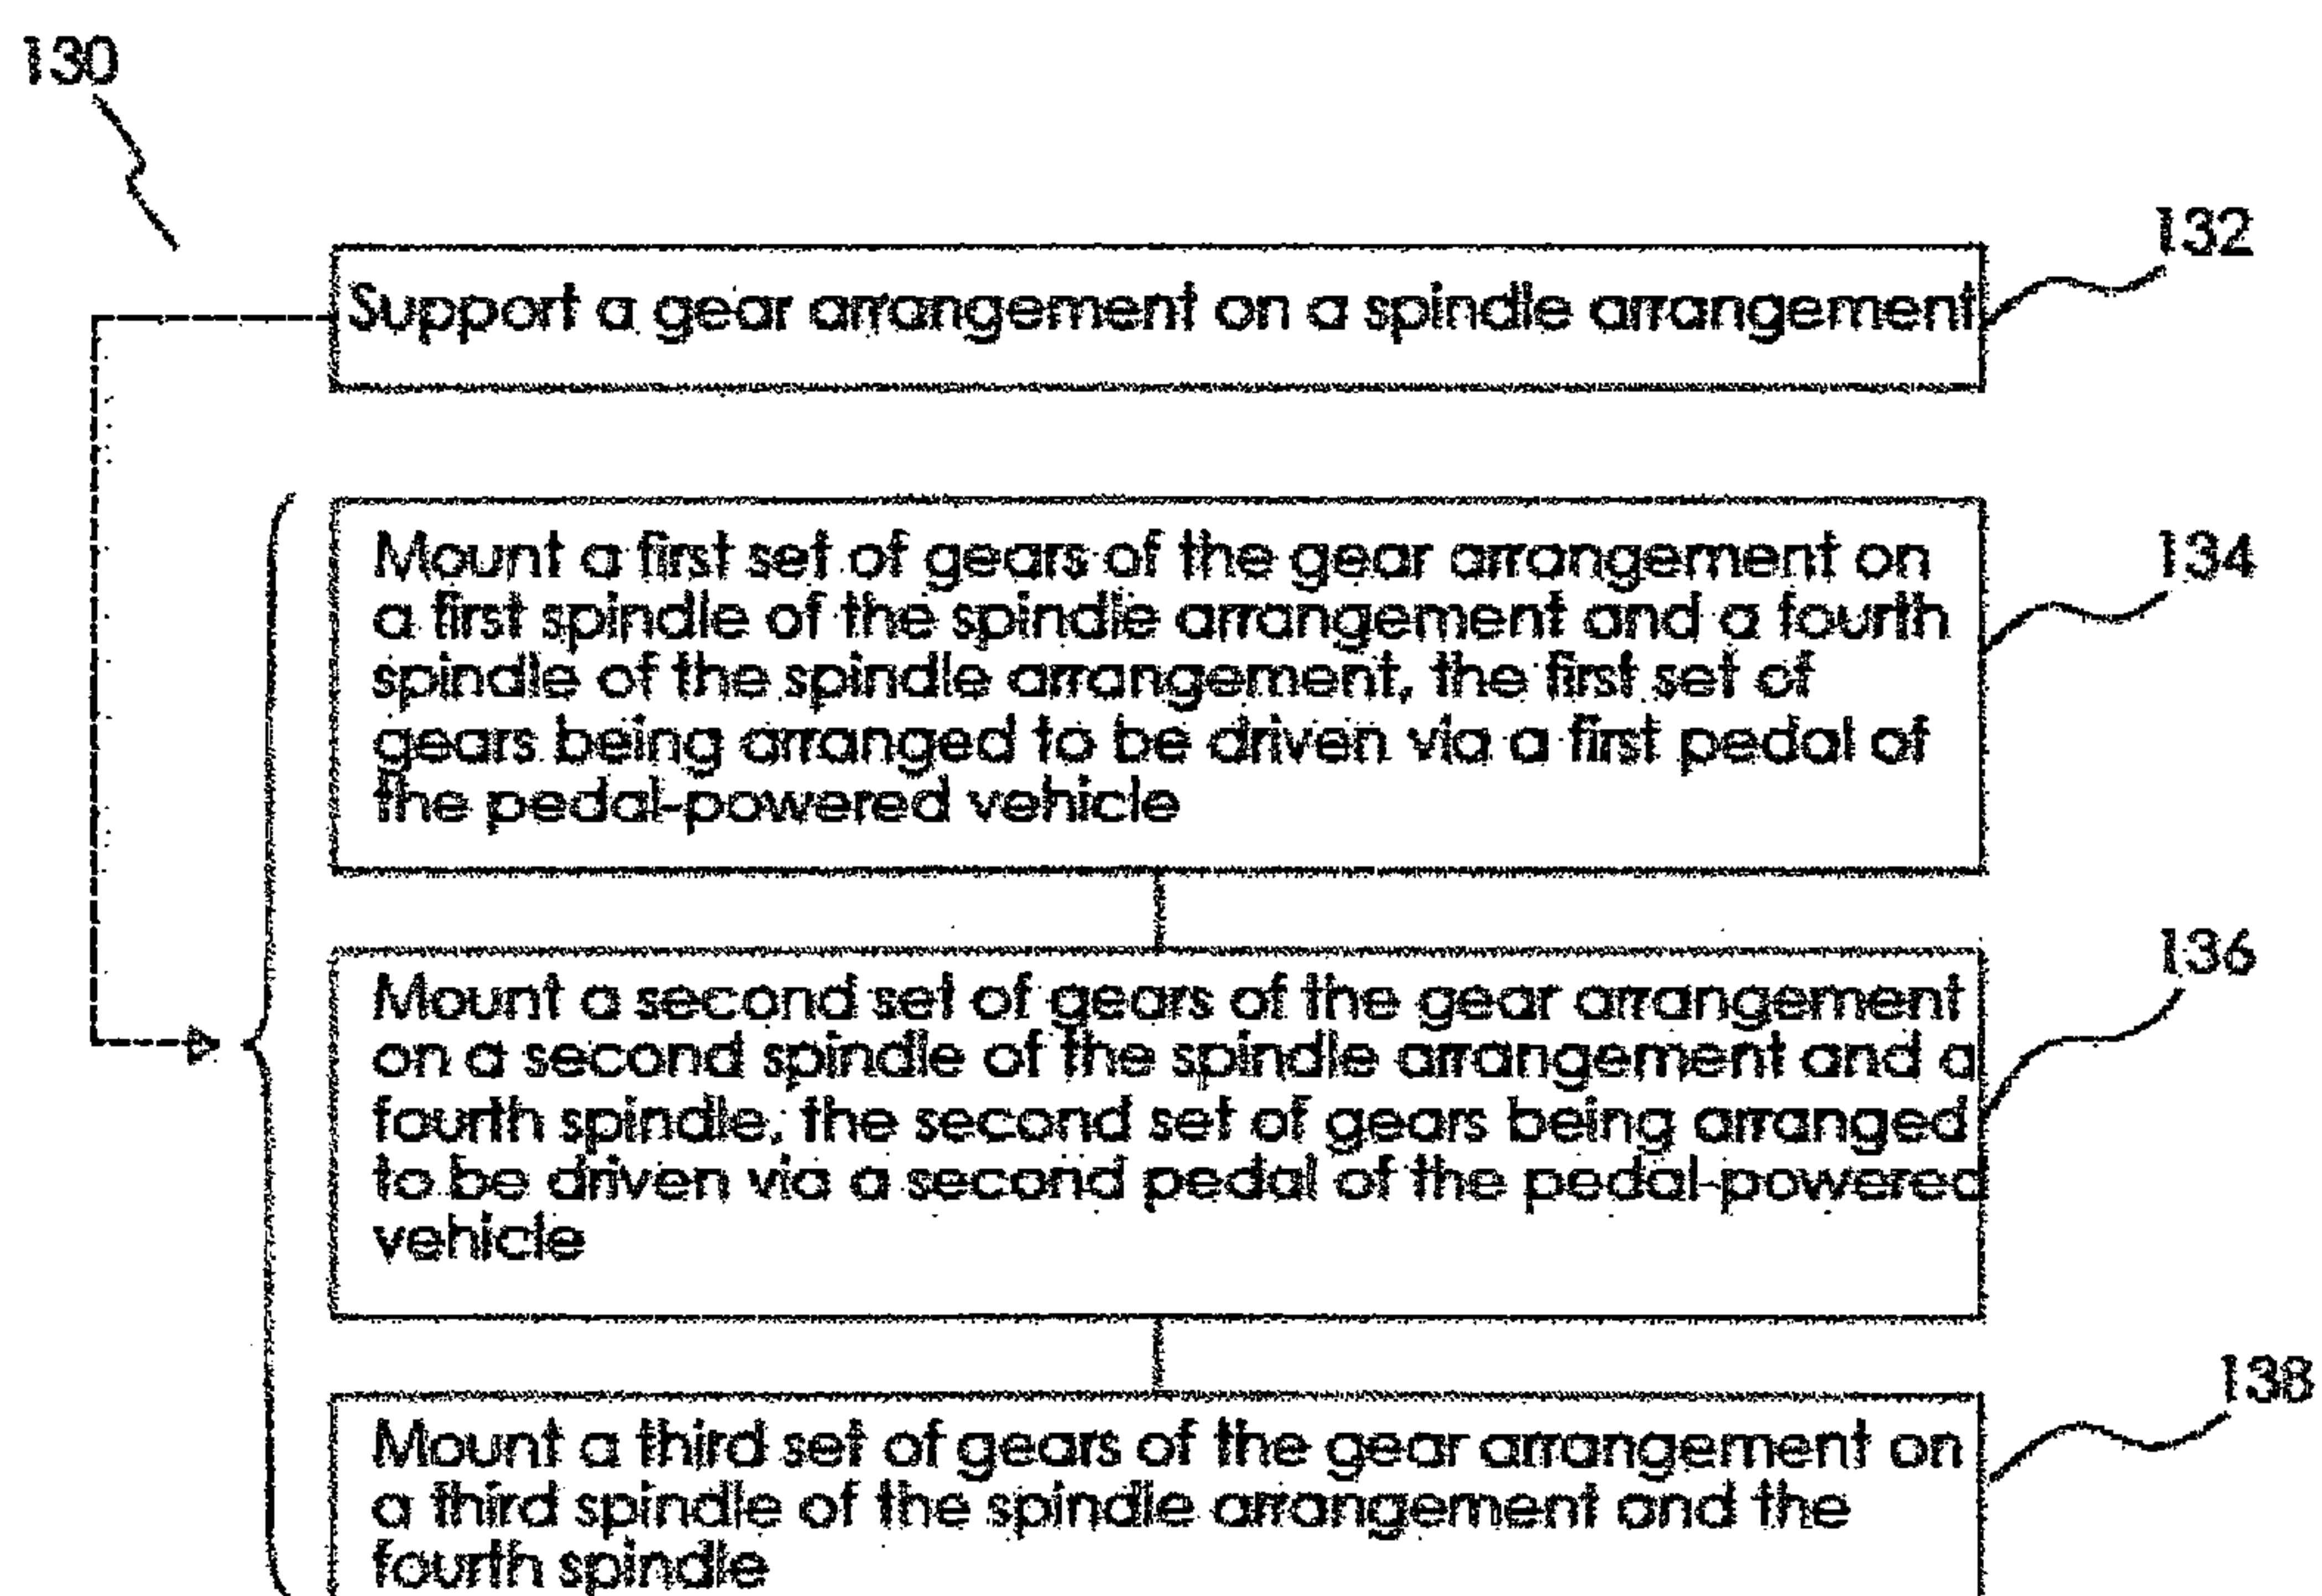 130
132
Support a gear arrangement on a spindle arrangement
134
Mount a first set of gears of the gear arrangement on
a first spindle of the spindle arrangement and a fourth
spindle of the spindle arrangement, the first set of
gears being arranged to be driven via a first pedal of
the pedal-powered vehicle
136
Mount a second set of gears of the gear arrangement
on a second spindle of the spindle arrangement and a
fourth spindle, the second set of gears being arranged
to be driven via a second pedal of the pedal-powered
vehicle
138
Mount a third set of gears of the gear arrangement on
a third spindle of the spindle arrangement and the
fourth spindle